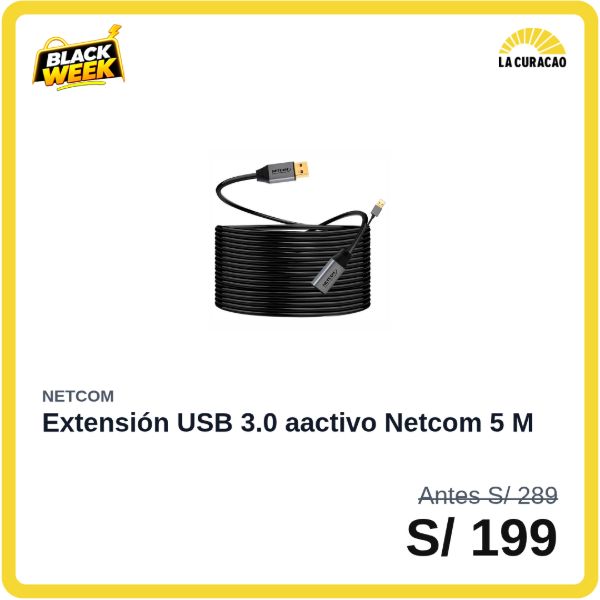 BLACK
WEEK
LA CURACAO
NETCOM
Extensión USB 3.0 aactivo Netcom 5 M
Antes S/ 289
S/ 199